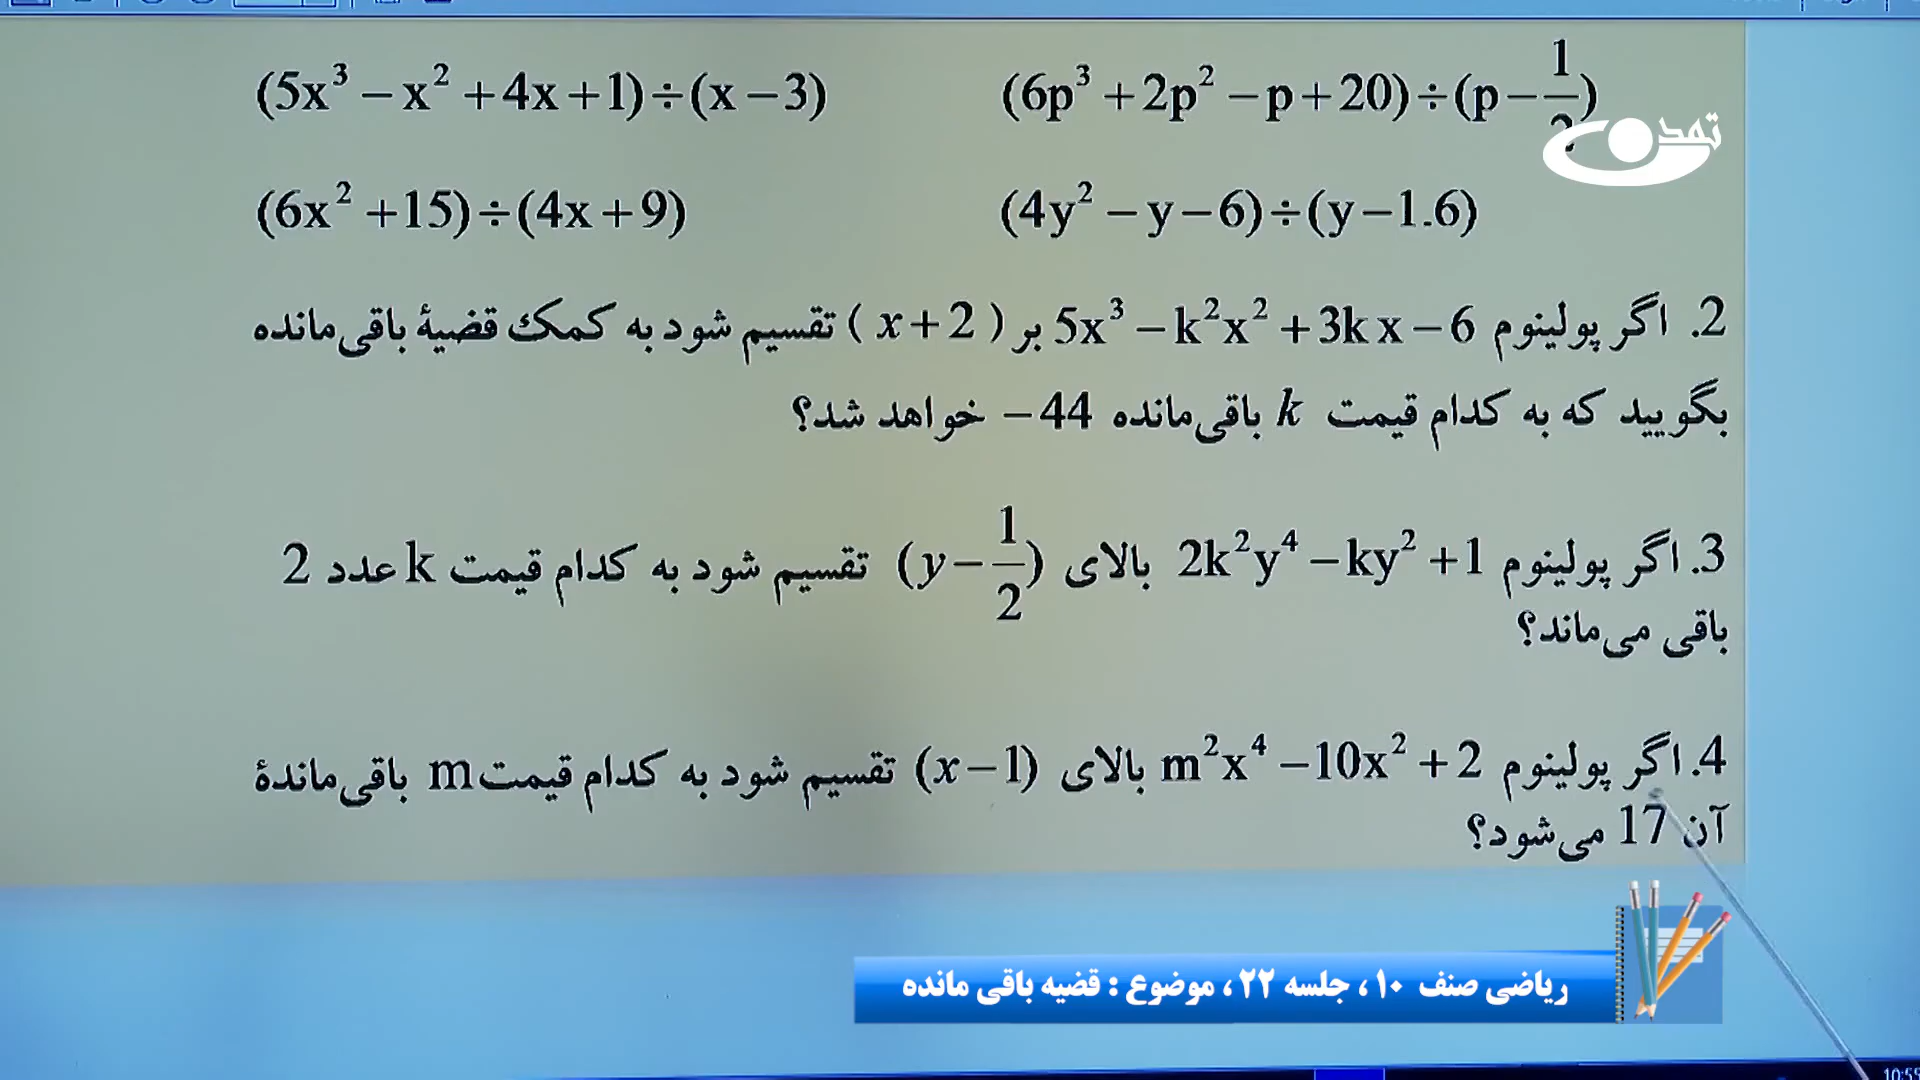 (5x³ − x² + 4x + 1) ÷ (x − 3) (6p³ + 2p² − p + 20) ÷ (p − 1/2)
تمدن
(6x² + 15) ÷ (4x + 9) (4y² − y − 6) ÷ (y − 1.6)
2. اگر پولینوم 5x³ − k²x² + 3kx − 6 بر (x + 2) تقسیم شود به کمک قضیۀ باقی‌مانده
بگویید که به کدام قیمت k باقی‌مانده 44 − خواهد شد؟
3. اگر پولینوم 2k²y⁴ − ky² + 1 بالای (y − 1/2) تقسیم شود به کدام قیمت k عدد 2
باقی می‌ماند؟
4. اگر پولینوم m²x⁴ − 10x² + 2 بالای (x − 1) تقسیم شود به کدام قیمت m باقی‌ماندۀ
آن 17 می‌شود؟
ریاضی صنف ۱۰ ، جلسه ۲۲ ، موضوع : قضیه باقی مانده